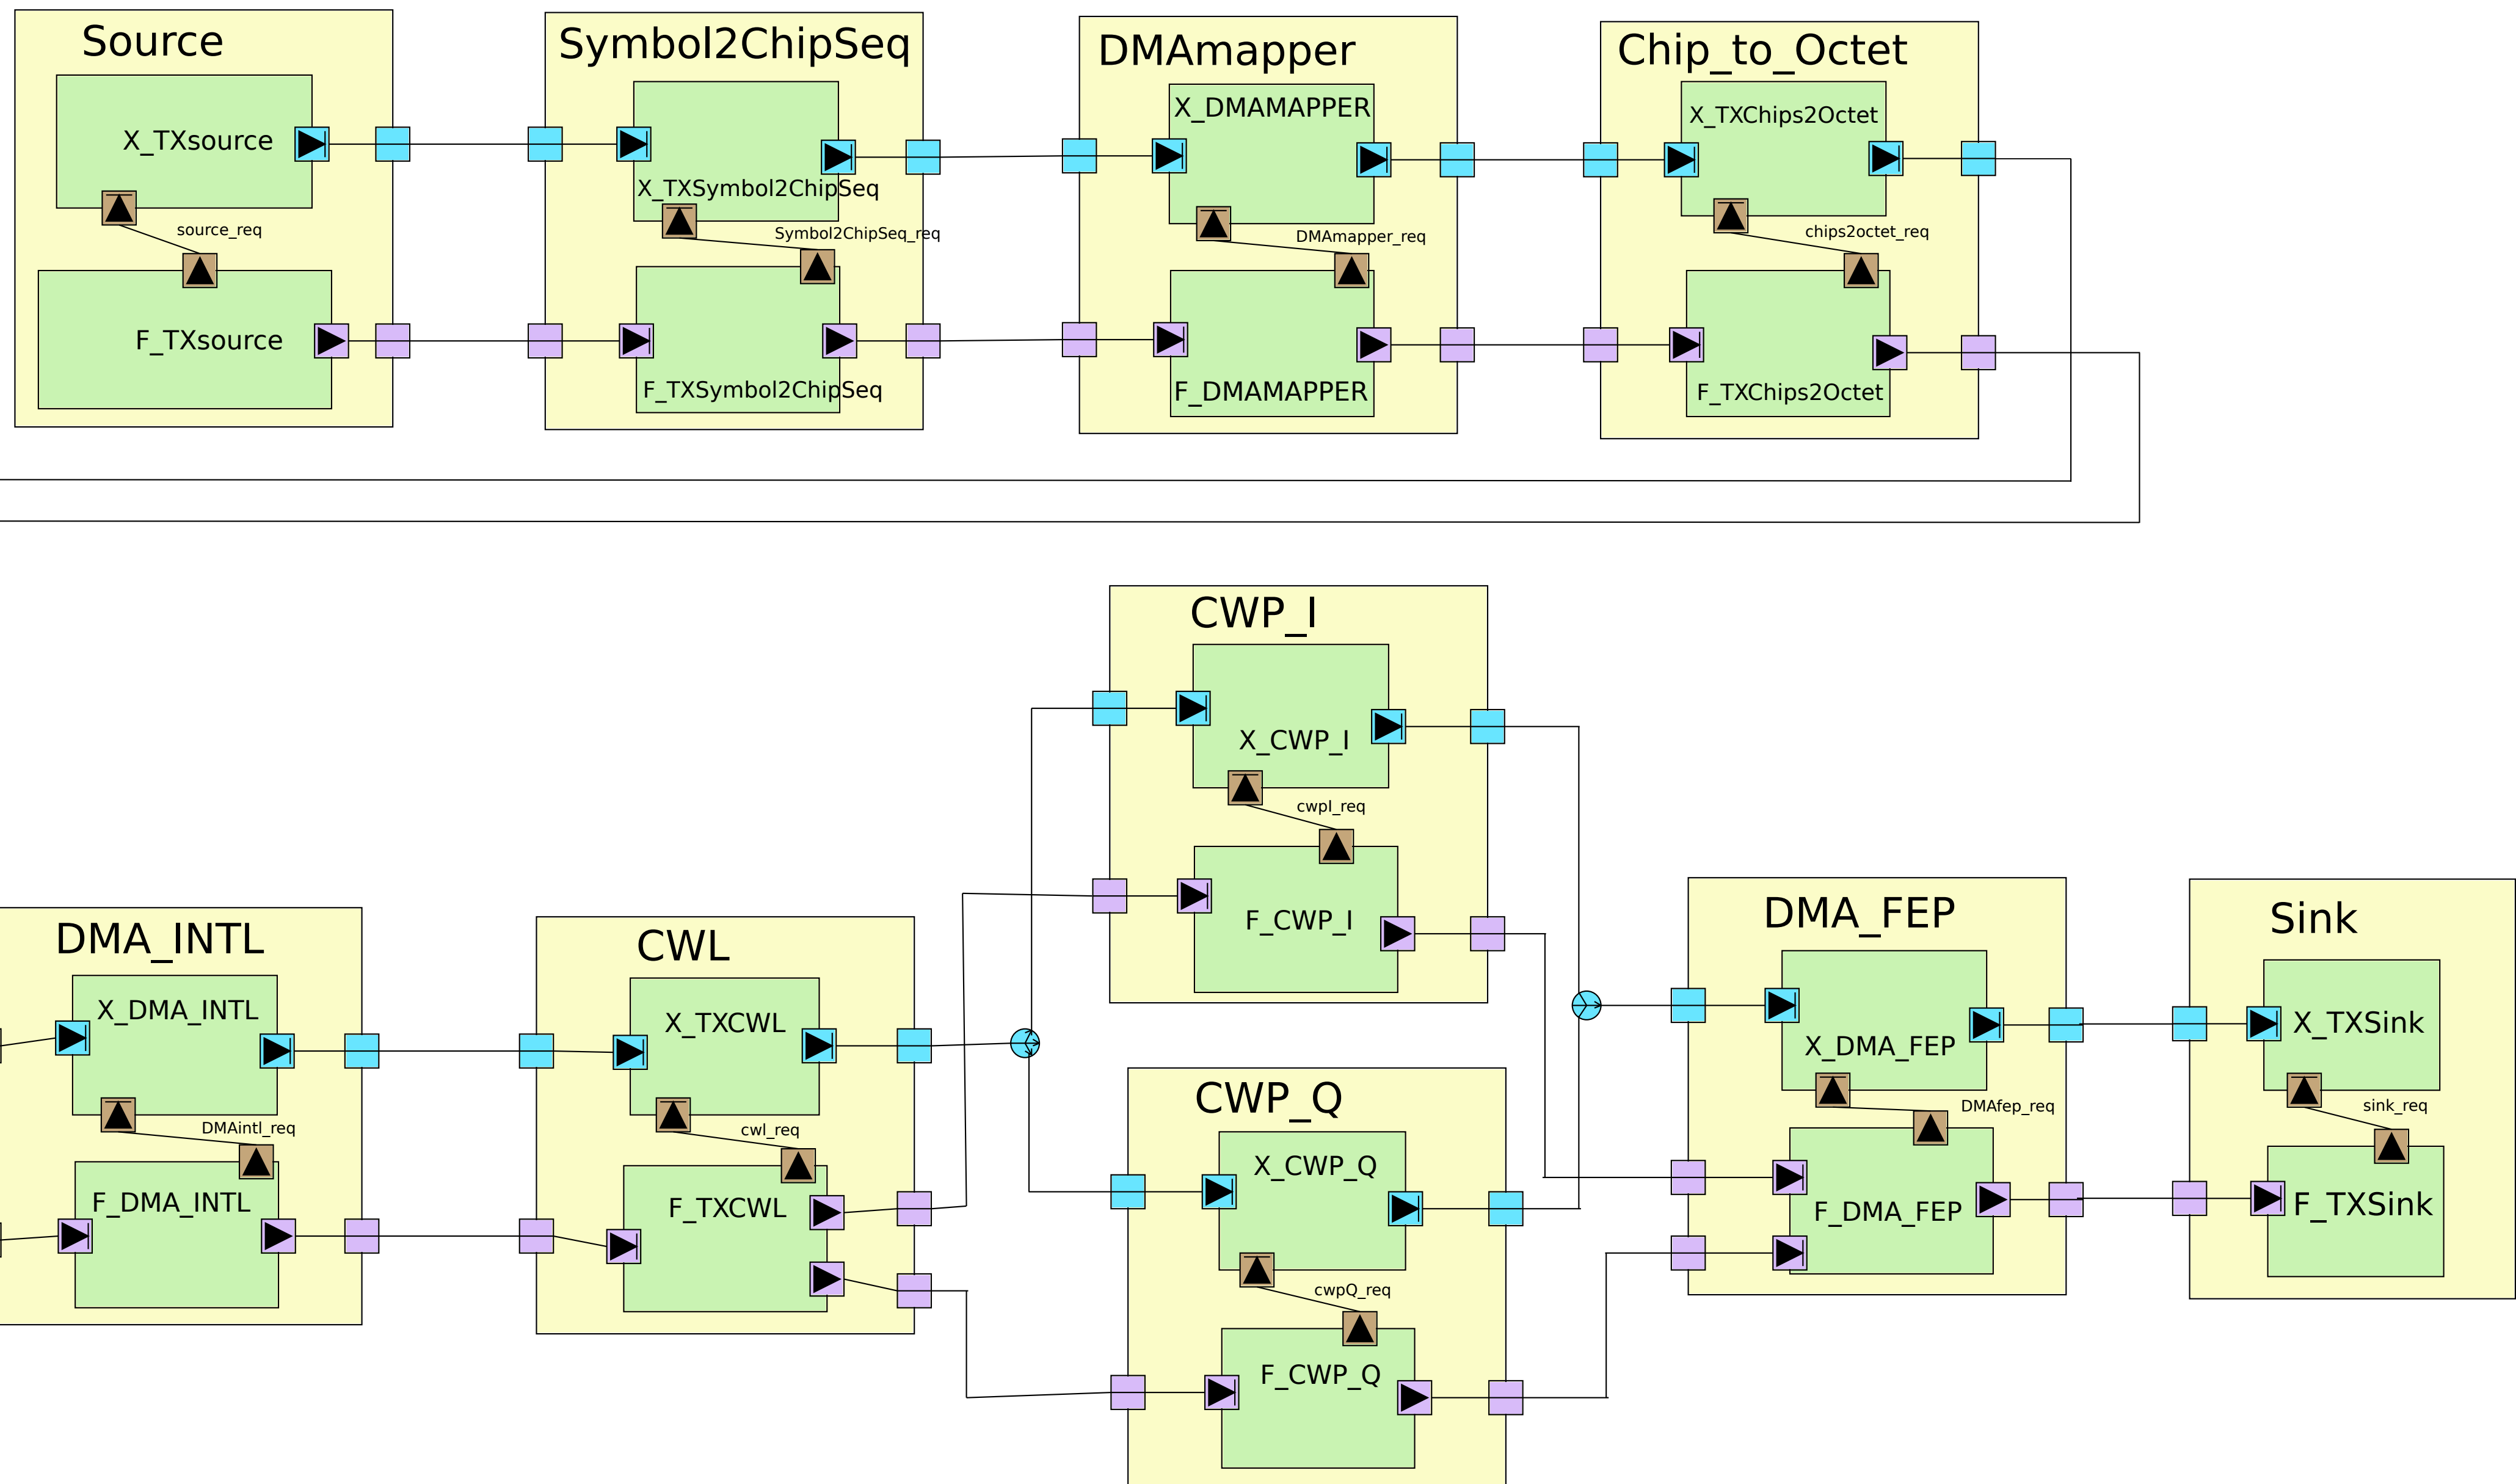 Source
X_TXsource
source_req
F_TXsource
Symbol2ChipSeq
X_TXSymbol2ChipSeq
Symbol2ChipSeq_req
F_TXSymbol2ChipSeq
DMAmapper
X_DMAMAPPER
DMAmapper_req
F_DMAMAPPER
Chip_to_Octet
X_TXChips2Octet
chips2octet_req
F_TXChips2Octet
DMA_INTL
X_DMA_INTL
DMAintl_req
F_DMA_INTL
CWL
X_TXCWL
cwl_req
F_TXCWL
CWP_I
X_CWP_I
cwpI_req
F_CWP_I
CWP_Q
X_CWP_Q
cwpQ_req
F_CWP_Q
DMA_FEP
X_DMA_FEP
DMAfep_req
F_DMA_FEP
Sink
X_TXSink
sink_req
F_TXSink